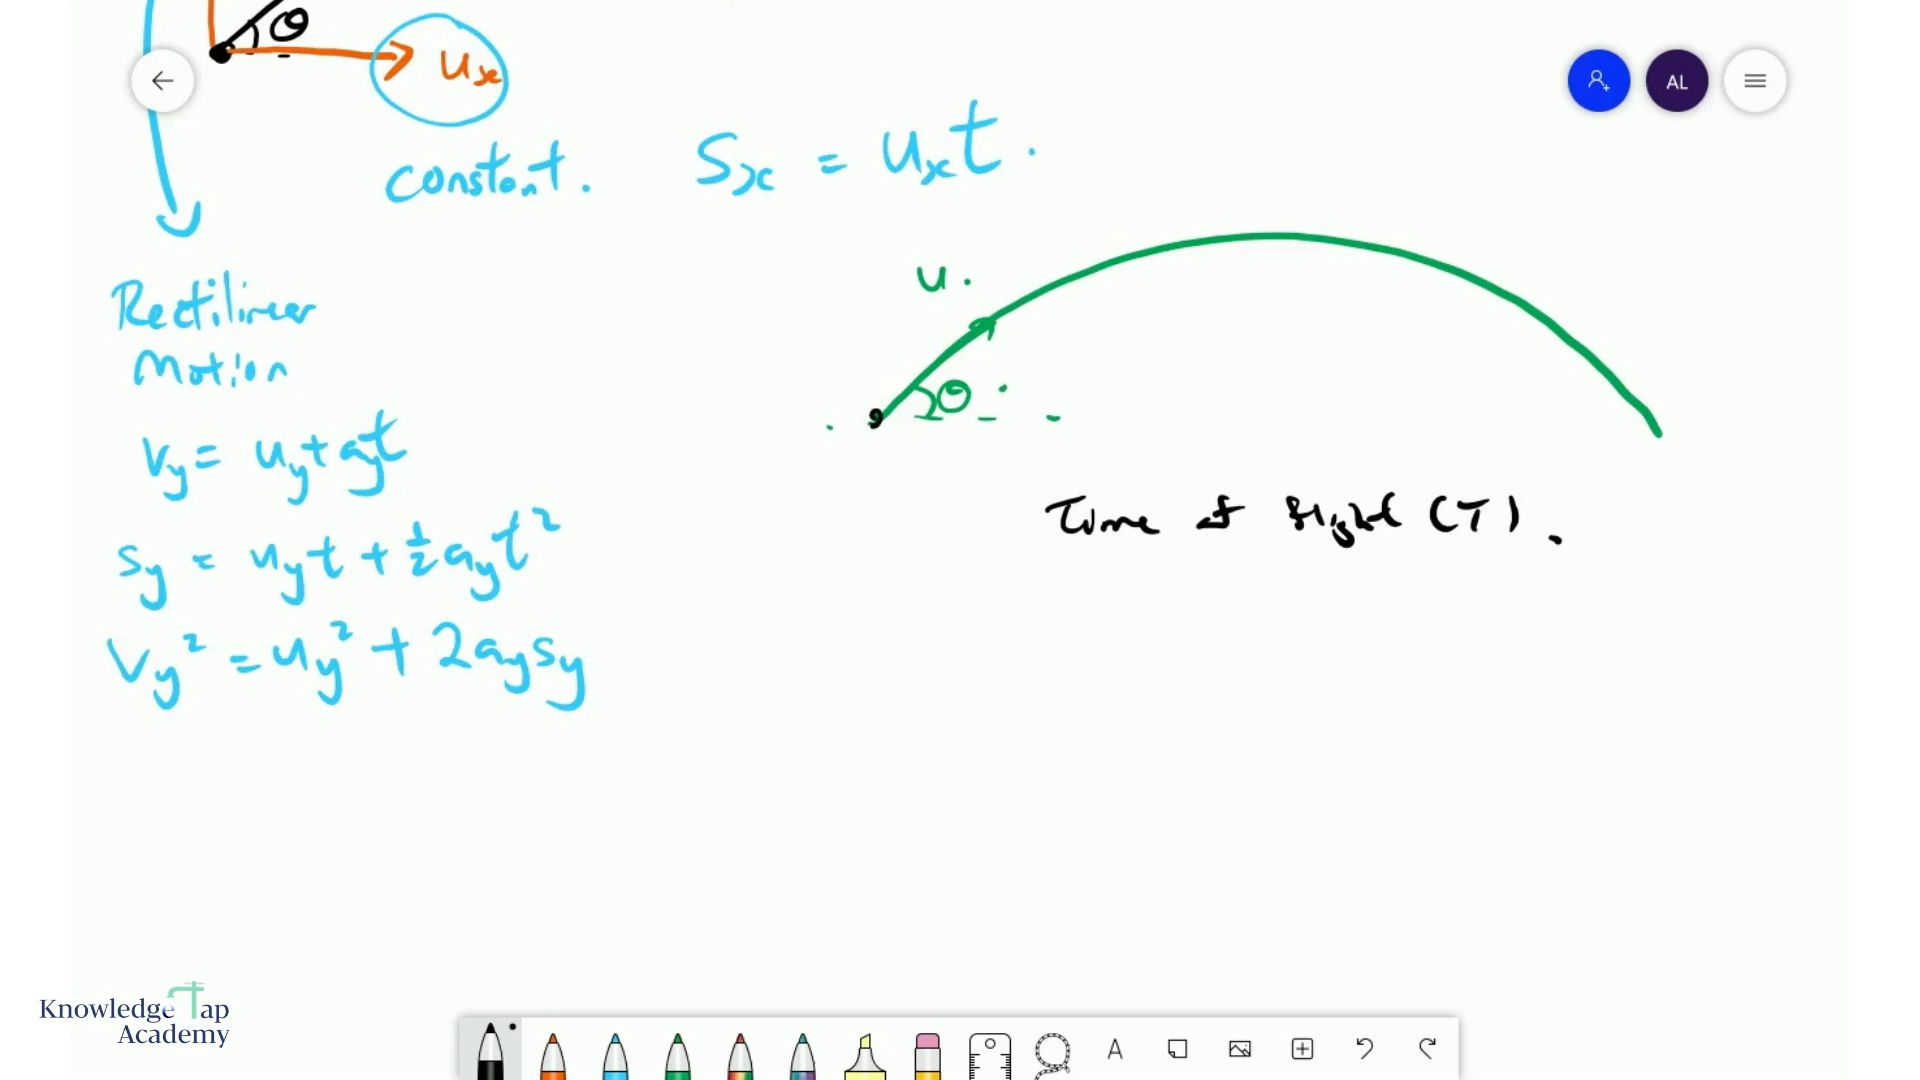 θ
uₓ
AL
constant. Sₓ = uₓt.
u.
Rectilinear
Motion
θ
Vy = uy + ayt
Time of flight (T).
Sy = uyt + ½ayt²
Vy² = uy² + 2aysy
Knowledge Tap
Academy
A